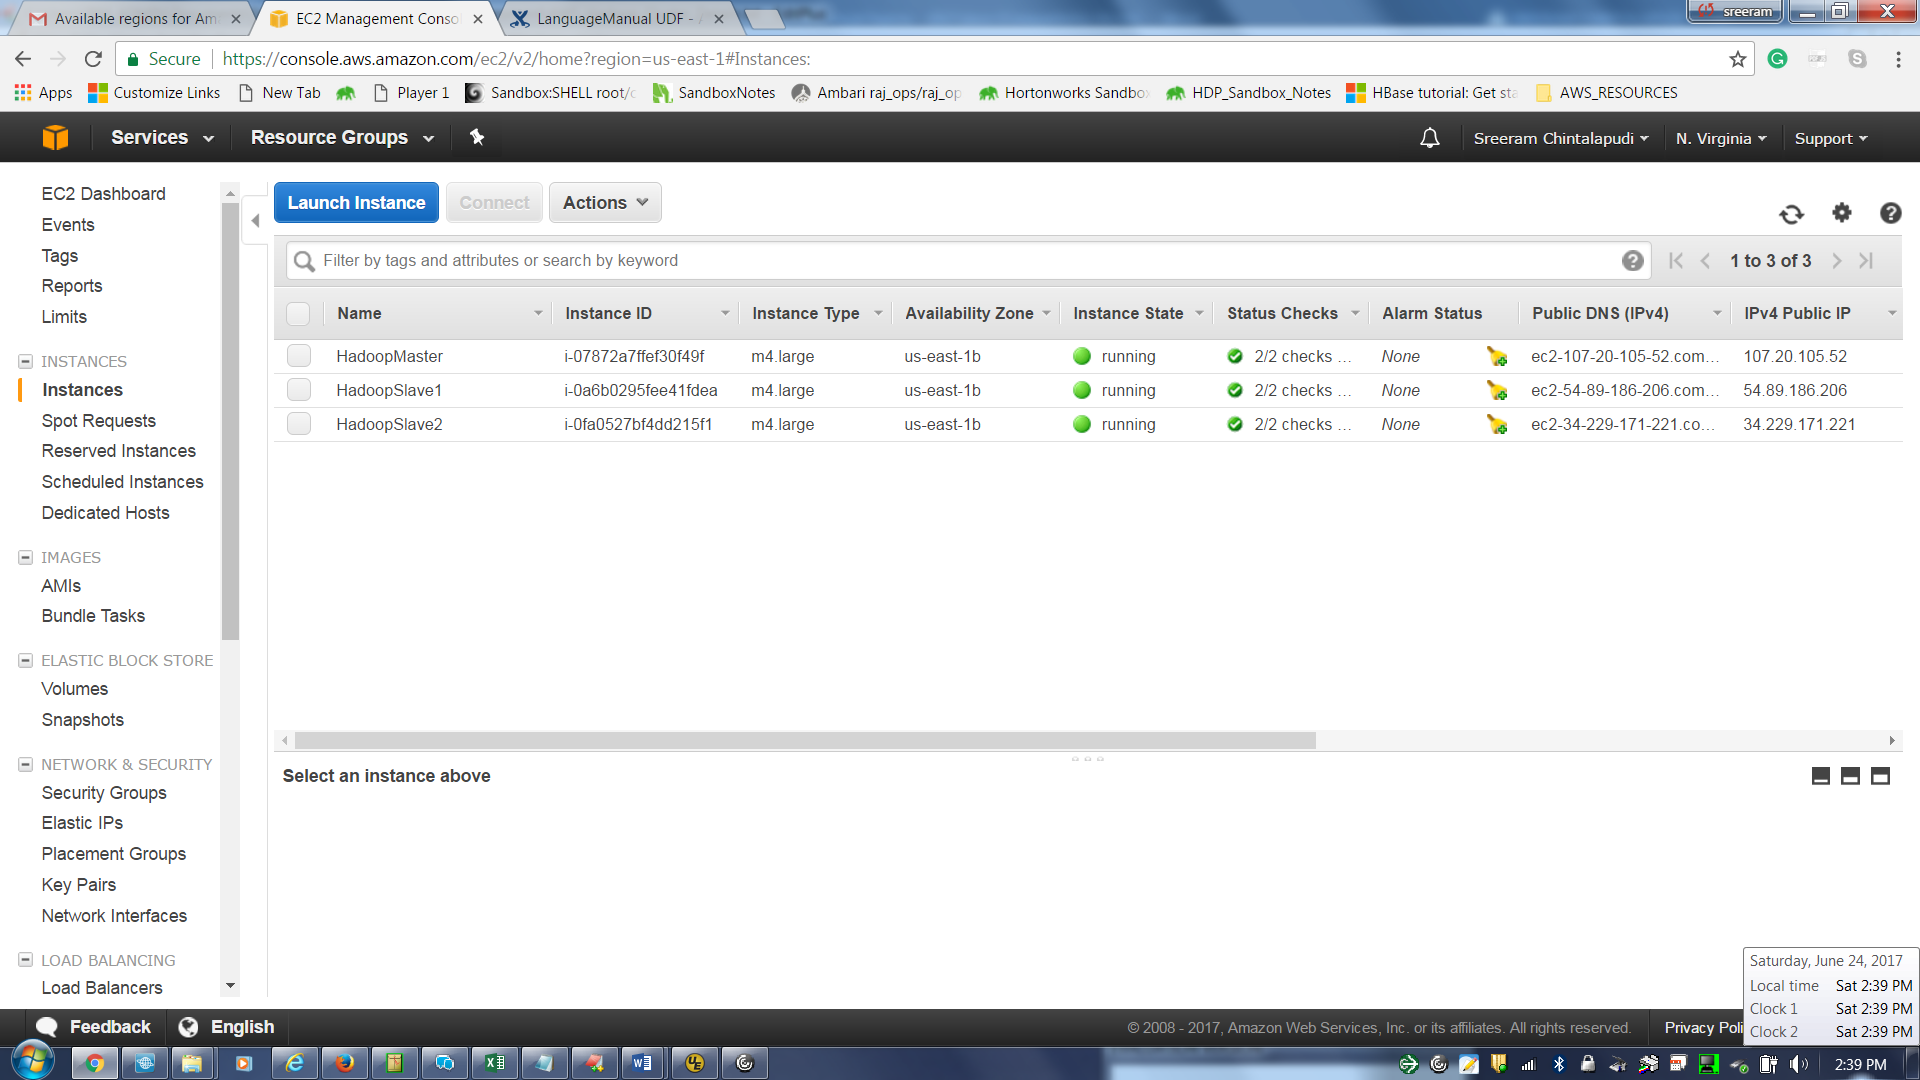 Available regions for Am
EC2 Management Conso
LanguageManual UDF -
sreeram
Secure
https://console.aws.amazon.com/ec2/v2/home?region=us-east-1#Instances:
Apps
Customize Links
New Tab
Player 1
Sandbox:SHELL root/
SandboxNotes
Ambari raj_ops/raj_op
Hortonworks Sandbo
HDP_Sandbox_Notes
HBase tutorial: Get sta
AWS_RESOURCES
Services
Resource Groups
Sreeram Chintalapudi
N. Virginia
Support
EC2 Dashboard
Events
Tags
Reports
Limits
INSTANCES
Instances
Spot Requests
Reserved Instances
Scheduled Instances
Dedicated Hosts
IMAGES
AMIs
Bundle Tasks
ELASTIC BLOCK STORE
Volumes
Snapshots
NETWORK & SECURITY
Security Groups
Elastic IPs
Placement Groups
Key Pairs
Network Interfaces
LOAD BALANCING
Load Balancers
Launch Instance
Connect
Actions
Filter by tags and attributes or search by keyword
1 to 3 of 3
Name Instance ID Instance Type Availability Zone Instance State Status Checks Alarm Status Public DNS (IPv4) IPv4 Public IP
HadoopMaster i-07872a7ffef30f49f m4.large us-east-1b running 2/2 checks ... None ec2-107-20-105-52.com... 107.20.105.52
HadoopSlave1 i-0a6b0295fee41fdea m4.large us-east-1b running 2/2 checks ... None ec2-54-89-186-206.com... 54.89.186.206
HadoopSlave2 i-0fa0527bf4dd215f1 m4.large us-east-1b running 2/2 checks ... None ec2-34-229-171-221.co... 34.229.171.221
Select an instance above
Saturday, June 24, 2017
Local time Sat 2:39 PM
Clock 1 Sat 2:39 PM
Clock 2 Sat 2:39 PM
Feedback
English
© 2008 - 2017, Amazon Web Services, Inc. or its affiliates. All rights reserved.
Privacy Poli
2:39 PM